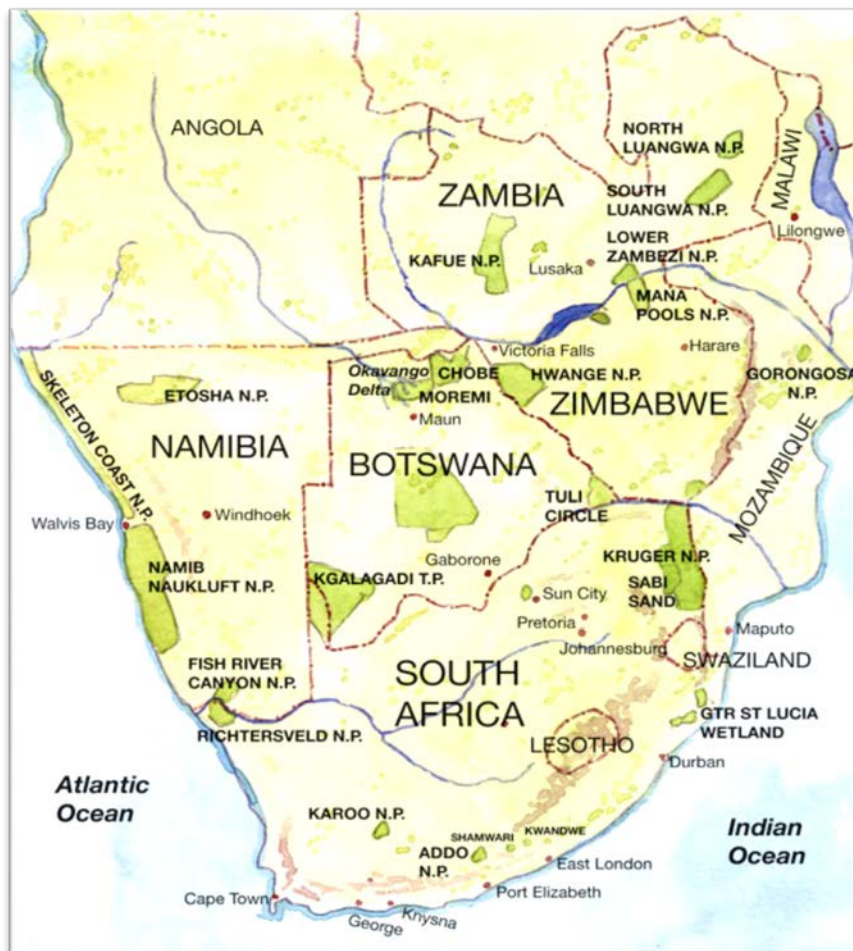 ANGOLA
NORTH
LUANGWA N.P.
MALAWI
ZAMBIA
SOUTH
LUANGWA N.P.
Lilongwe
LOWER
ZAMBEZI N.P.
KAFUE N.P.
Lusaka
MANA
POOLS N.P.
Victoria Falls
Harare
Okavango
Delta
CHOBE
HWANGE N.P.
GORONGOSA
N.P.
SKELETON COAST N.P.
ETOSHA N.P.
MOREMI
ZIMBABWE
Maun
NAMIBIA
BOTSWANA
MOZAMBIQUE
TULI
CIRCLE
Walvis Bay
Windhoek
NAMIB
NAUKLUFT N.P.
Gaborone
KRUGER N.P.
KGALAGADI T.P.
SABI
SAND
Sun City
Pretoria
Maputo
Johannesburg
SWAZILAND
FISH RIVER
CANYON N.P.
SOUTH
AFRICA
GTR ST LUCIA
WETLAND
RICHTERSVELD N.P.
LESOTHO
Durban
Atlantic
Ocean
KAROO N.P.
SHAMWARI
KWANDWE
Indian
Ocean
ADDO
N.P.
East London
Port Elizabeth
Cape Town
Knysna
George